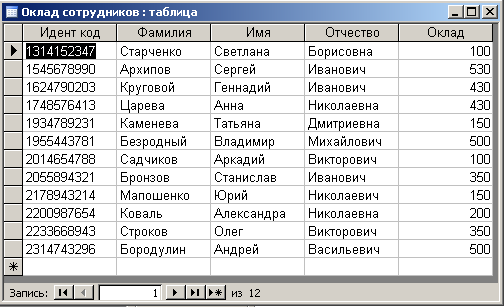 Оклад сотрудников : таблица
Идент код Фамилия Имя Отчество Оклад
1314152347 Старченко Светлана Борисовна 100
1545678990 Архипов Сергей Иванович 530
1624790203 Круговой Геннадий Иванович 430
1748576413 Царева Анна Николаевна 430
1934789231 Каменева Татьяна Дмитриевна 150
1955443781 Безродный Владимир Михайлович 500
2014654788 Садчиков Аркадий Викторович 100
2055894321 Бронзов Станислав Иванович 350
2178943214 Мапошенко Юрий Николаевич 150
2200987654 Коваль Александра Николаевна 200
2233668943 Строков Олег Викторович 350
2314743296 Бородулин Андрей Васильевич 500
Запись: 1 из 12